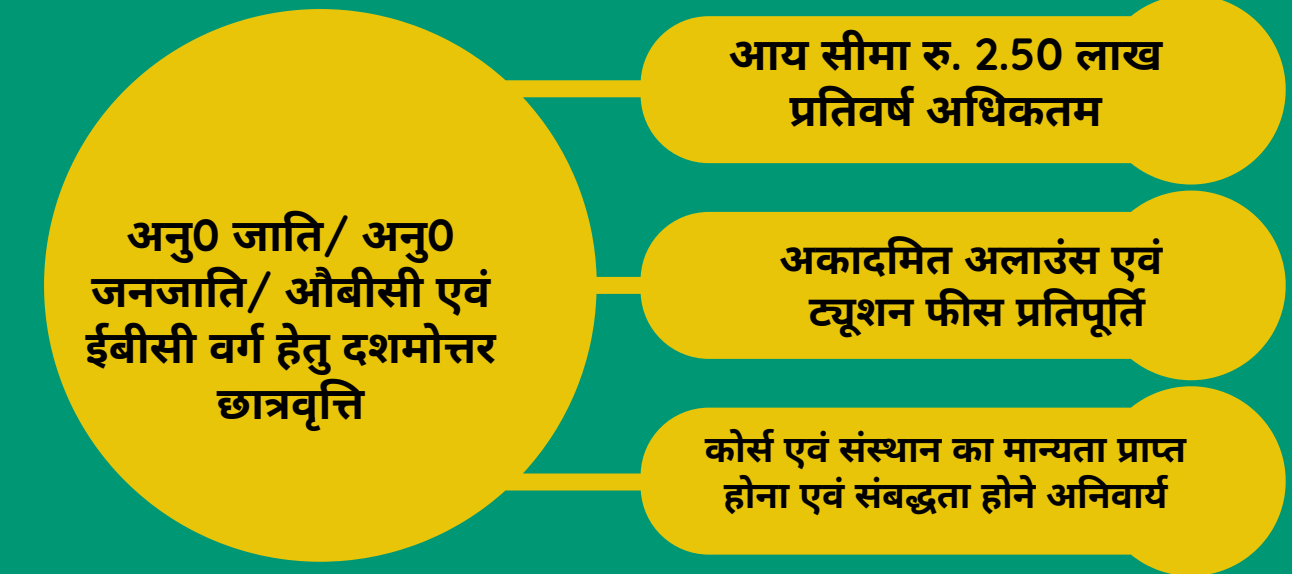 अनु0 जाति/ अनु0
जनजाति/ औबीसी एवं
ईबीसी वर्ग हेतु दशमोत्तर
छात्रवृत्ति
आय सीमा रु. 2.50 लाख
प्रतिवर्ष अधिकतम
अकादमित अलाउंस एवं
ट्यूशन फीस प्रतिपूर्ति
कोर्स एवं संस्थान का मान्यता प्राप्त
होना एवं संबद्धता होने अनिवार्य